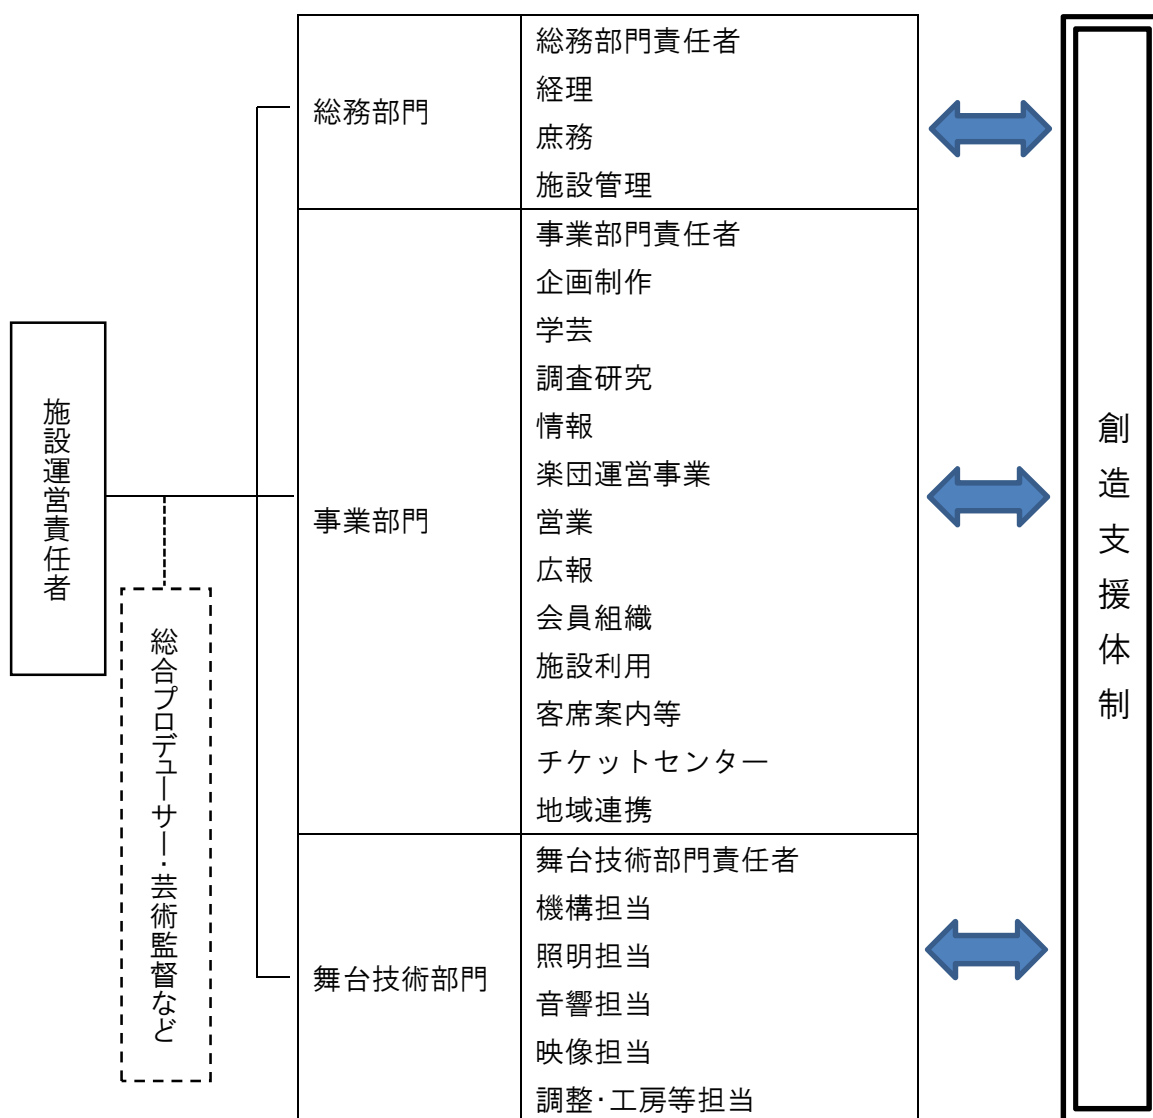 施設運営責任者
総合プロデューサー・芸術監督など
総務部門
総務部門責任者
経理
庶務
施設管理
事業部門
事業部門責任者
企画制作
学芸
調査研究
情報
楽団運営事業
営業
広報
会員組織
施設利用
客席案内等
チケットセンター
地域連携
舞台技術部門
舞台技術部門責任者
機構担当
照明担当
音響担当
映像担当
調整・工房等担当
創造支援体制